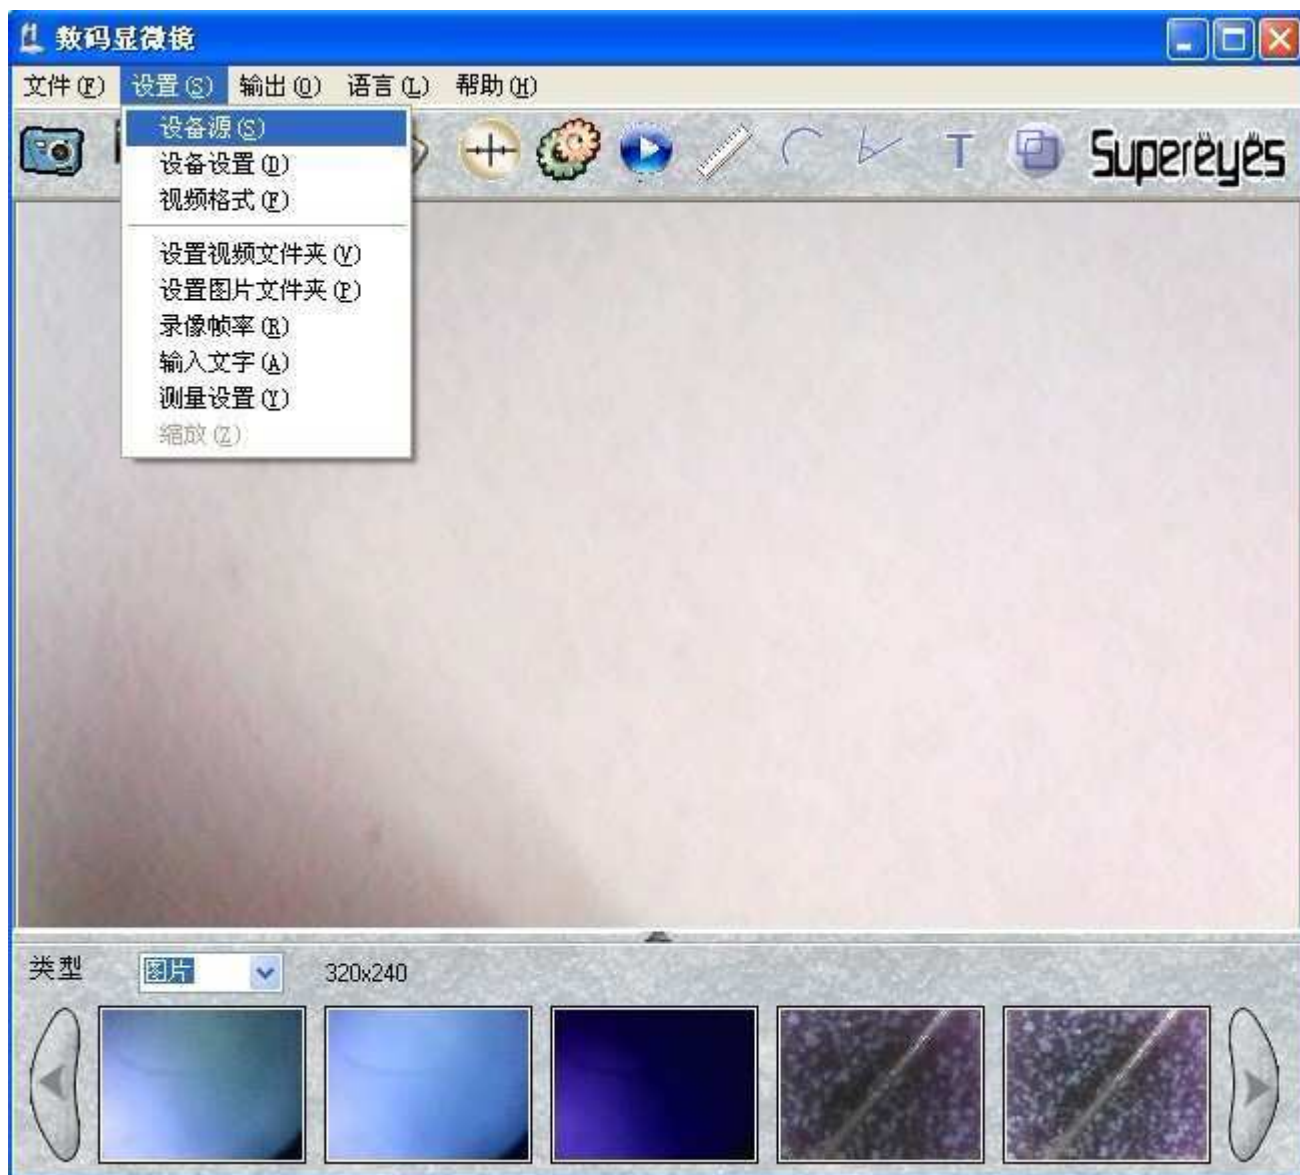 数码显微镜
文件(F) 设置(S) 输出(O) 语言(L) 帮助(H)
设备源(S)
设备设置(D)
视频格式(F)
设置视频文件夹(V)
设置图片文件夹(P)
录像帧率(R)
输入文字(A)
测量设置(Y)
缩放(Z)
T
Supereyes
类型 图片 320x240